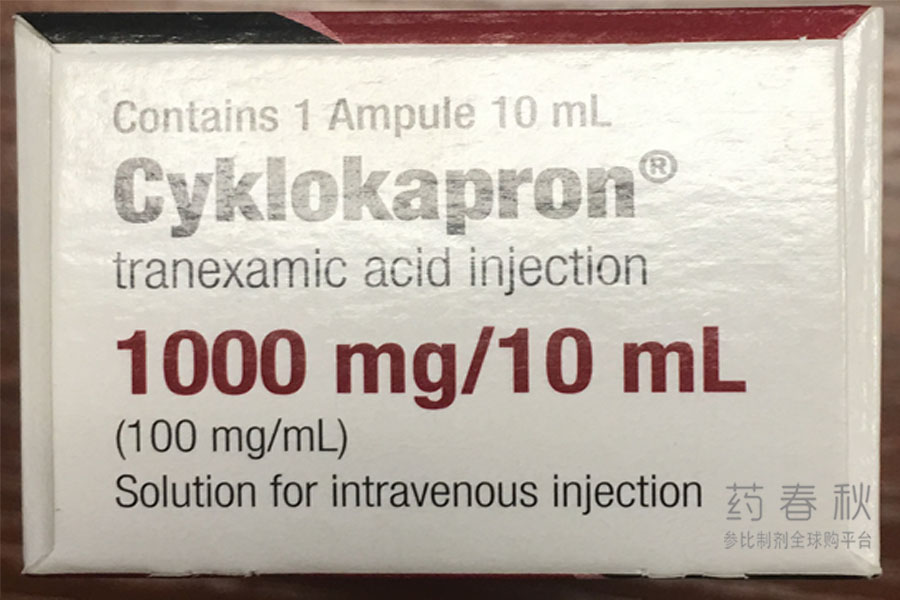 Contains 1 Ampule 10 mL
Cyklokapron®
tranexamic acid injection
1000 mg/10 mL
(100 mg/mL)
Solution for intravenous injection
药春秋
参比制剂全球购平台